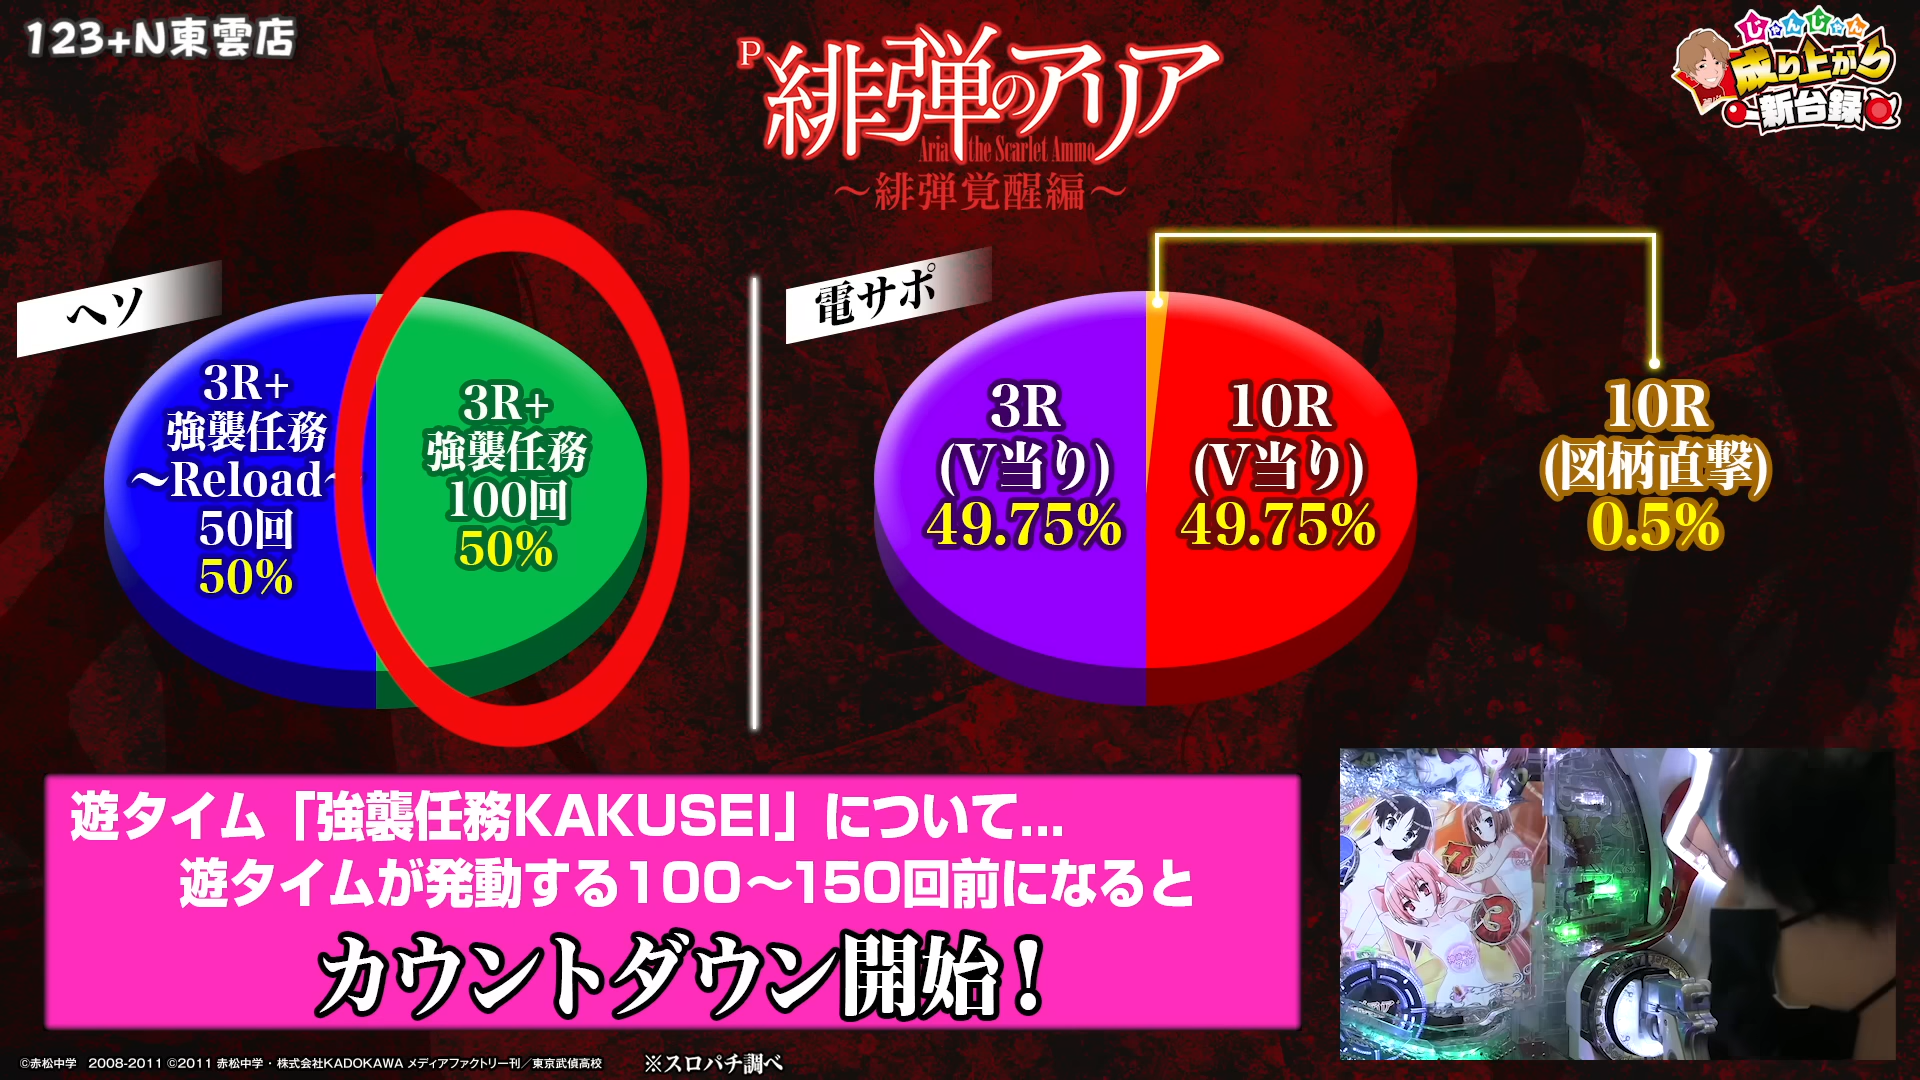 123+N東雲店
P
緋弾のアリア
Aria the Scarlet Ammo
～緋弾覚醒編～
じゃんじゃん
成り上がり
新台録
ヘソ
3R+
強襲任務
～Reload～
50回
50%
3R+
強襲任務
100回
50%
電サポ
3R
(V当り)
49.75%
10R
(V当り)
49.75%
10R
(図柄直撃)
0.5%
遊タイム「強襲任務KAKUSEI」について...
遊タイムが発動する100～150回前になると
カウントダウン開始！
3
©赤松中学 2008-2011 ©2011 赤松中学・株式会社KADOKAWA メディアファクトリー刊／東京武偵高校
※スロパチ調べ